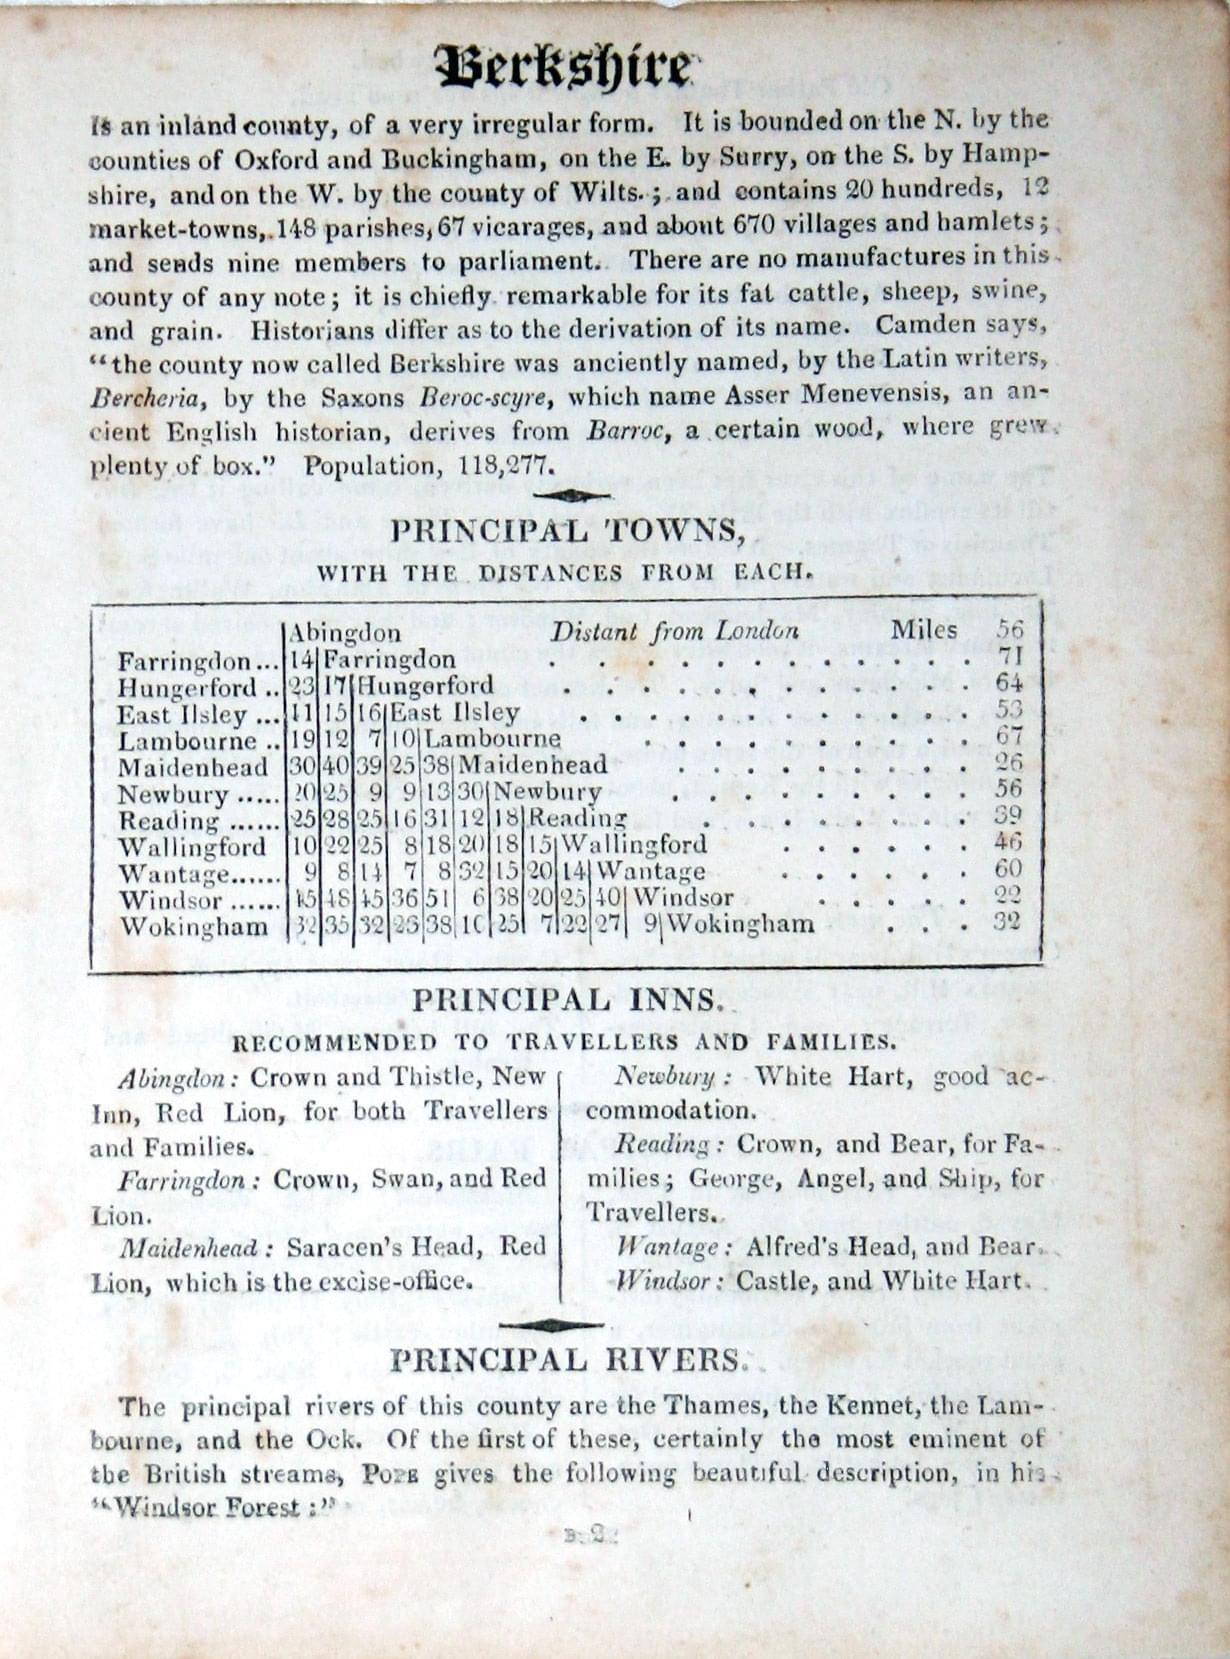 Berkshire
Is an inland county, of a very irregular form. It is bounded on the N. by the
counties of Oxford and Buckingham, on the E. by Surry, on the S. by Hamp-
shire, and on the W. by the county of Wilts.; and contains 20 hundreds, 12
market-towns, 148 parishes, 67 vicarages, and about 670 villages and hamlets;
and sends nine members to parliament. There are no manufactures in this
county of any note; it is chiefly remarkable for its fat cattle, sheep, swine,
and grain. Historians differ as to the derivation of its name. Camden says,
"the county now called Berkshire was anciently named, by the Latin writers,
Bercheria, by the Saxons Beroc-scyre, which name Asser Menevensis, an an-
cient English historian, derives from Barroc, a certain wood, where grew
plenty of box." Population, 118,277.
PRINCIPAL TOWNS,
WITH THE DISTANCES FROM EACH.
Abingdon Distant from London Miles 56
Farringdon... 14 Farringdon . . . . . . . . . . . . . 71
Hungerford .. 23 17 Hungerford . . . . . . . . . . . . 64
East Ilsley ... 11 15 16 East Ilsley . . . . . . . . . . . . 53
Lambourne .. 19 12 7 10 Lambourne . . . . . . . . . . 67
Maidenhead 30 40 39 25 38 Maidenhead . . . . . . . . . 26
Newbury ..... 20 25 9 9 13 30 Newbury . . . . . . . . . 56
Reading ...... 25 28 25 16 31 12 18 Reading . . . . . . . . 39
Wallingford 10 22 25 8 18 20 18 15 Wallingford . . . . . . 46
Wantage...... 9 8 14 7 8 32 15 20 14 Wantage . . . . . . 60
Windsor ...... 45 48 45 36 51 6 38 20 25 40 Windsor . . . . . 22
Wokingham 32 35 32 23 38 10 25 7 22 27 9 Wokingham . . . 32
PRINCIPAL INNS.
RECOMMENDED TO TRAVELLERS AND FAMILIES.
Abingdon: Crown and Thistle, New
Inn, Red Lion, for both Travellers
and Families.
Farringdon: Crown, Swan, and Red
Lion.
Maidenhead: Saracen's Head, Red
Lion, which is the excise-office.
Newbury: White Hart, good ac-
commodation.
Reading: Crown, and Bear, for Fa-
milies; George, Angel, and Ship, for
Travellers.
Wantage: Alfred's Head, and Bear.
Windsor: Castle, and White Hart.
PRINCIPAL RIVERS.
The principal rivers of this county are the Thames, the Kennet, the Lam-
bourne, and the Ock. Of the first of these, certainly the most eminent of
the British streams, POPE gives the following beautiful description, in his
"Windsor Forest:"
B 2